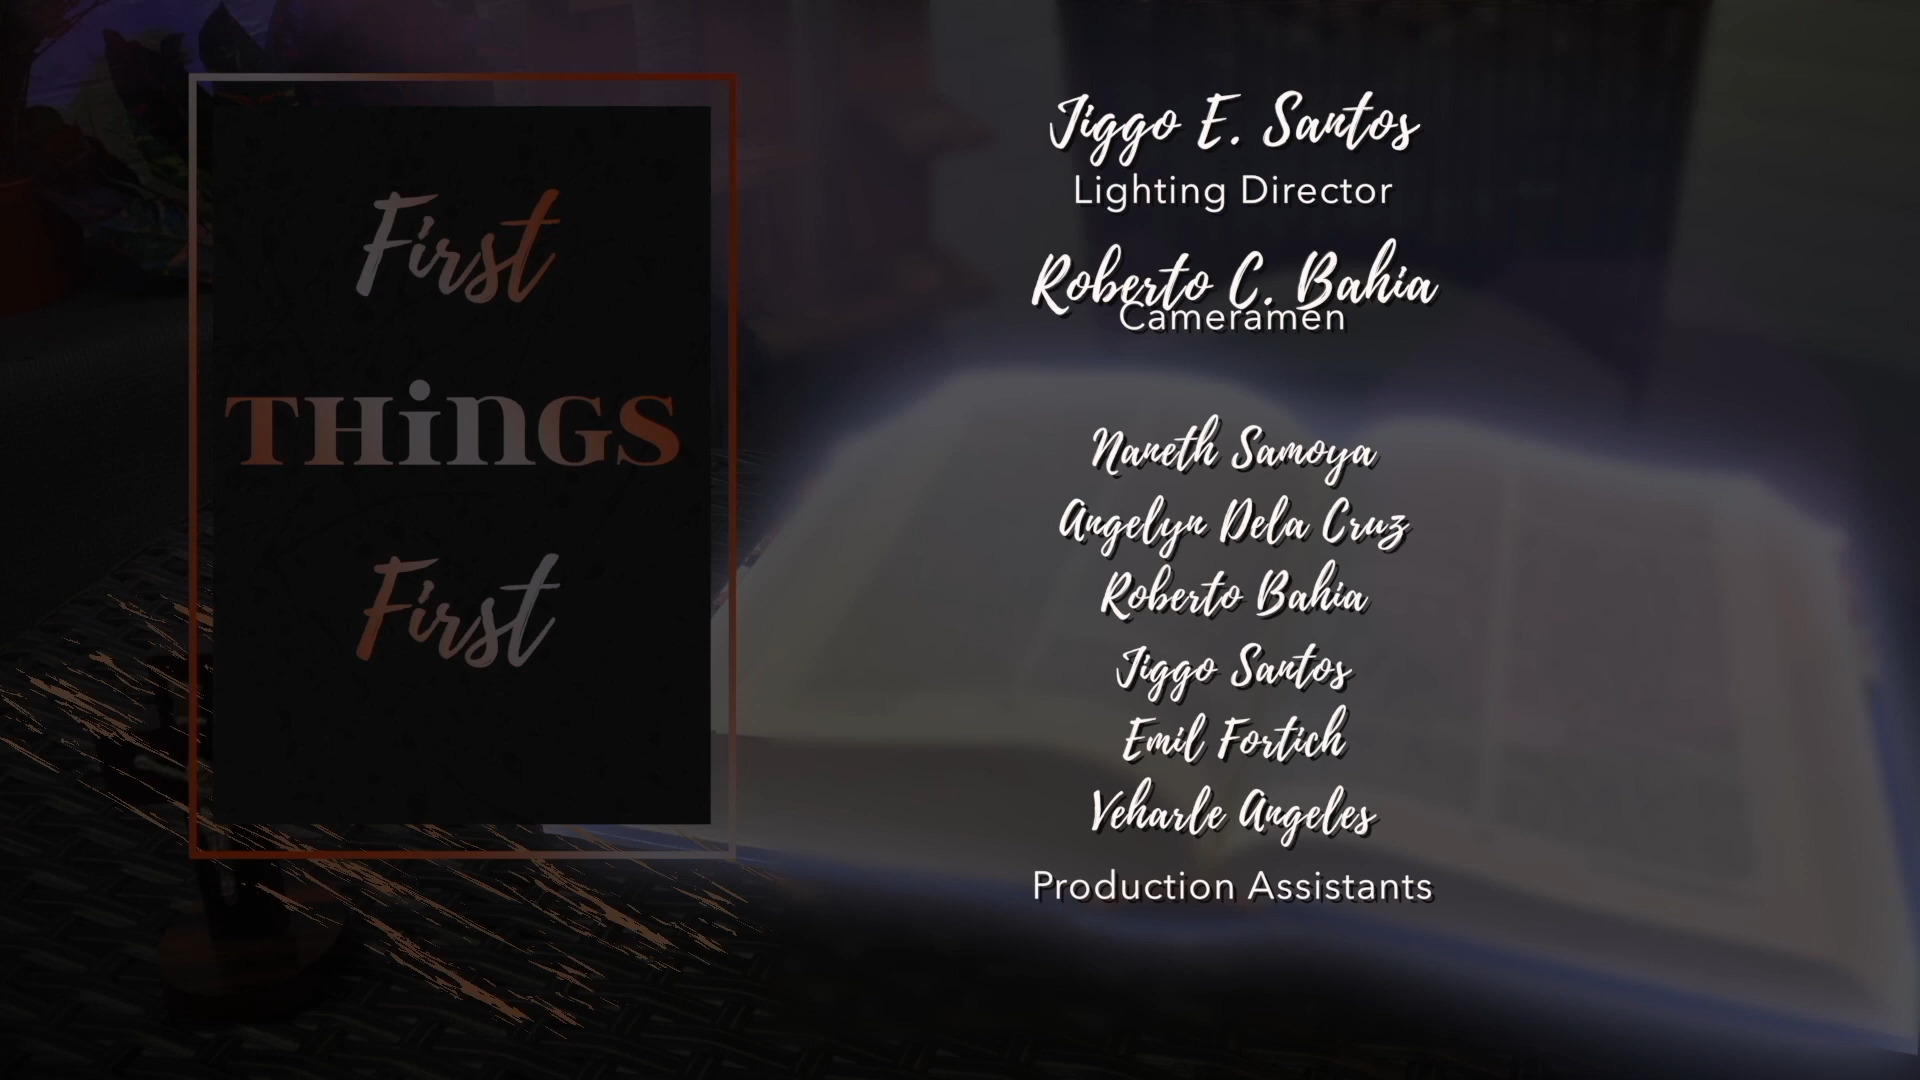 First
THiNGS
First
Jiggo E. Santos
Lighting Director
Roberto C. Bahia
Cameramen
Naneth Samoya
Angelyn Dela Cruz
Roberto Bahia
Jiggo Santos
Emil Fortich
Veharle Angeles
Production Assistants